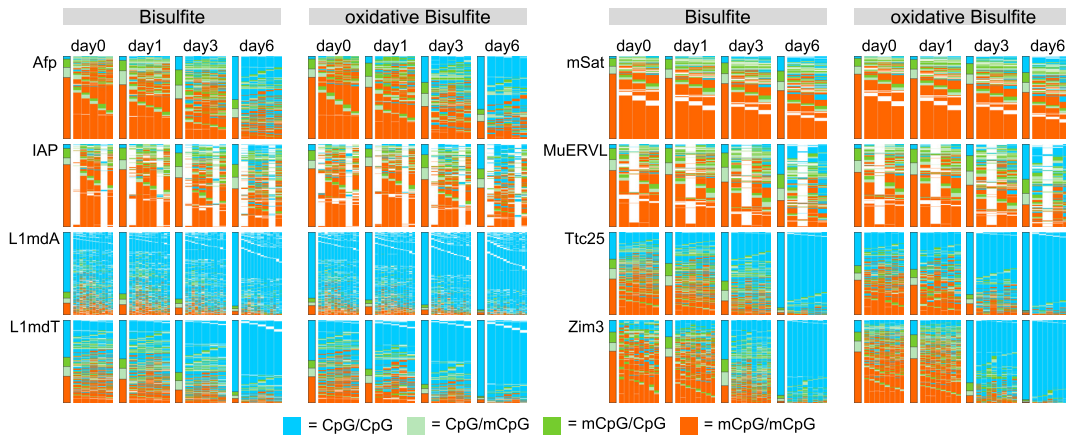 Bisulfite oxidative Bisulfite Bisulfite oxidative Bisulfite
day0 day1 day3 day6 day0 day1 day3 day6 day0 day1 day3 day6 day0 day1 day3 day6
Afp mSat
IAP MuERVL
L1mdA Ttc25
L1mdT Zim3
= CpG/CpG = CpG/mCpG = mCpG/CpG = mCpG/mCpG